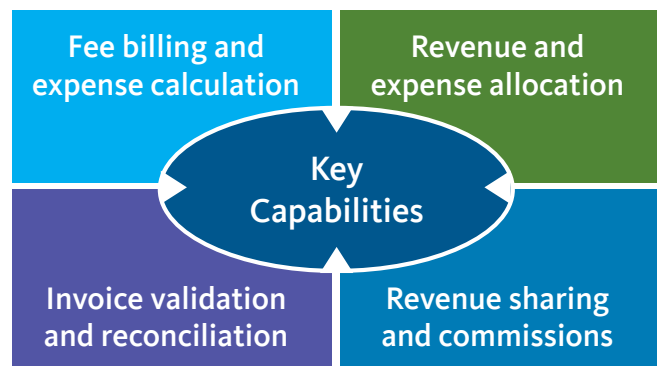 Fee billing and
expense calculation
Revenue and
expense allocation
Key
Capabilities
Invoice validation
and reconciliation
Revenue sharing
and commissions